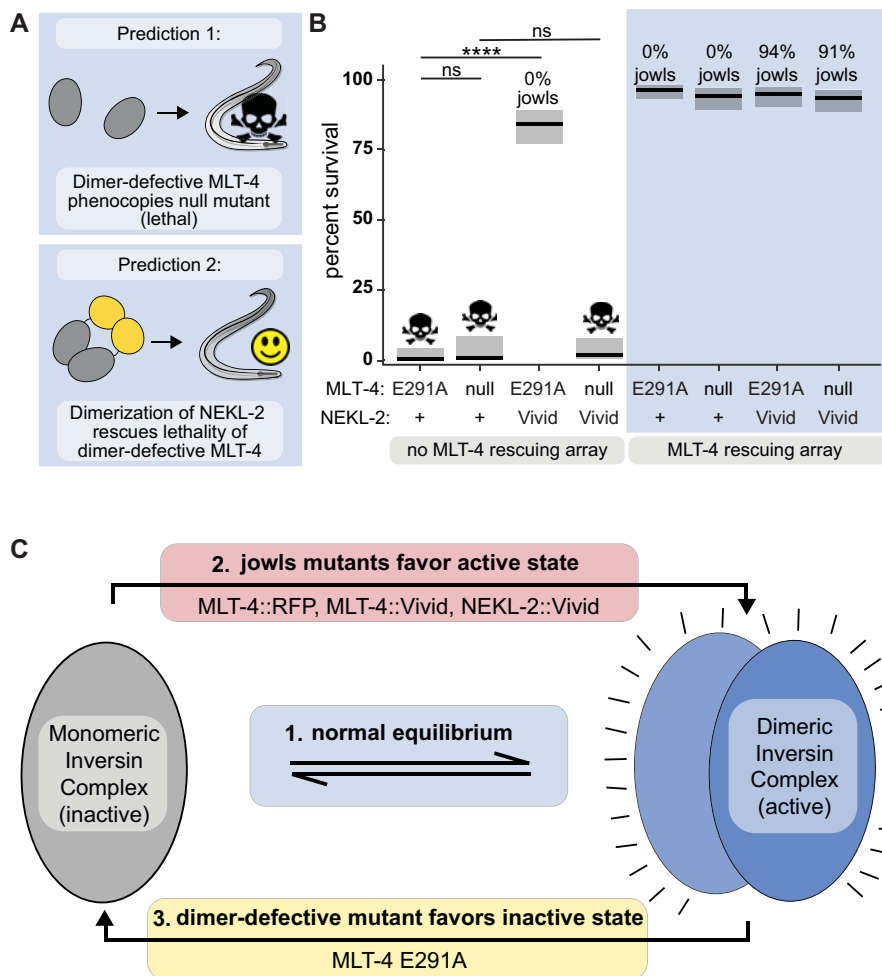 A
Prediction 1:
Dimer-defective MLT-4
phenocopies null mutant
(lethal)
Prediction 2:
Dimerization of NEKL-2
rescues lethality of
dimer-defective MLT-4
B
percent survival
100
75
50
25
0
ns
****
ns
0%
jowls
0%
jowls
0%
jowls
94%
jowls
91%
jowls
MLT-4: E291A null E291A null E291A null E291A null
NEKL-2: + + Vivid Vivid + + Vivid Vivid
no MLT-4 rescuing array
MLT-4 rescuing array
C
2. jowls mutants favor active state
MLT-4::RFP, MLT-4::Vivid, NEKL-2::Vivid
Monomeric
Inversin
Complex
(inactive)
1. normal equilibrium
Dimeric
Inversin
Complex
(active)
3. dimer-defective mutant favors inactive state
MLT-4 E291A